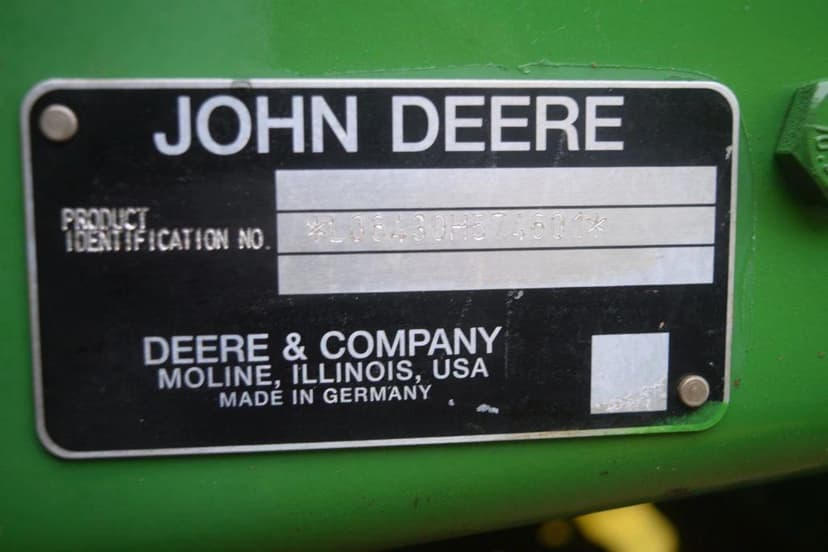 JOHN DEERE
PRODUCT
IDENTIFICATION NO.
DEERE & COMPANY
MOLINE, ILLINOIS, USA
MADE IN GERMANY